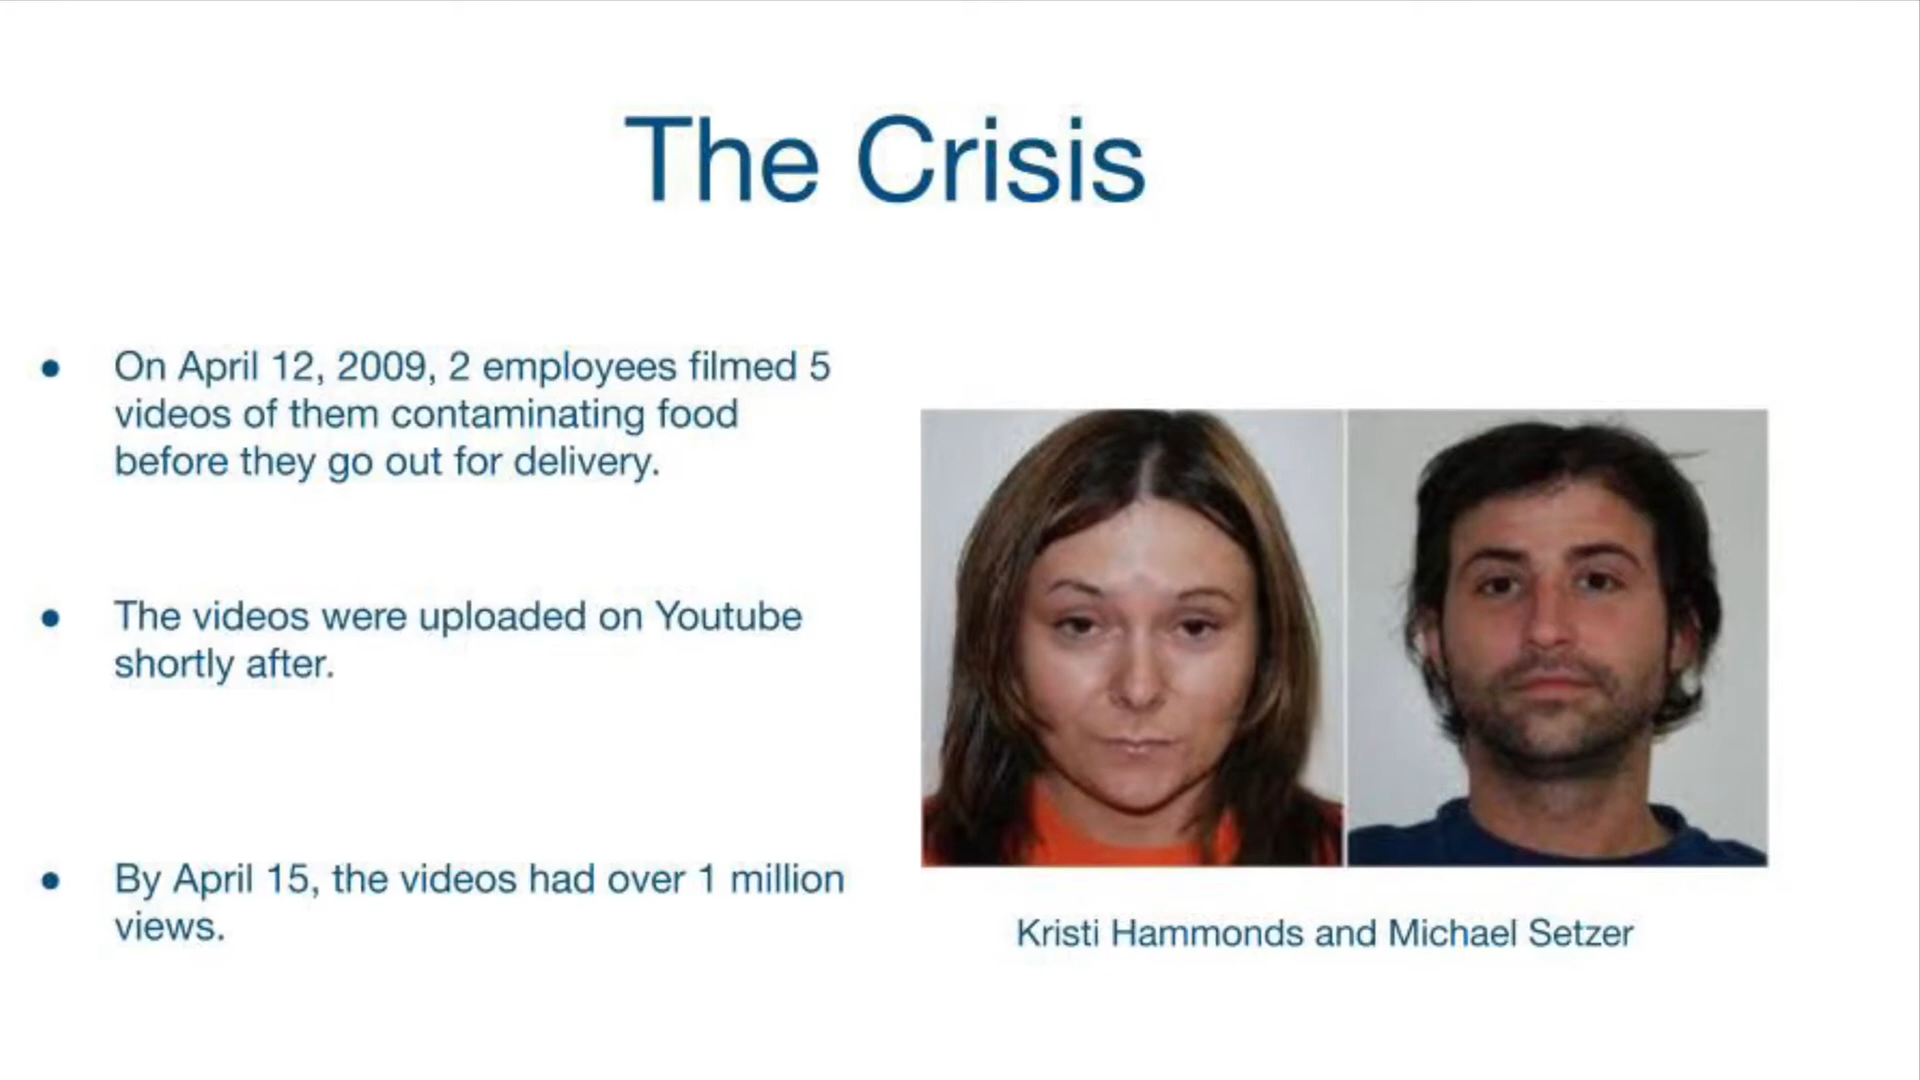 The Crisis
● On April 12, 2009, 2 employees filmed 5
videos of them contaminating food
before they go out for delivery.
● The videos were uploaded on Youtube
shortly after.
● By April 15, the videos had over 1 million
views.
Kristi Hammonds and Michael Setzer